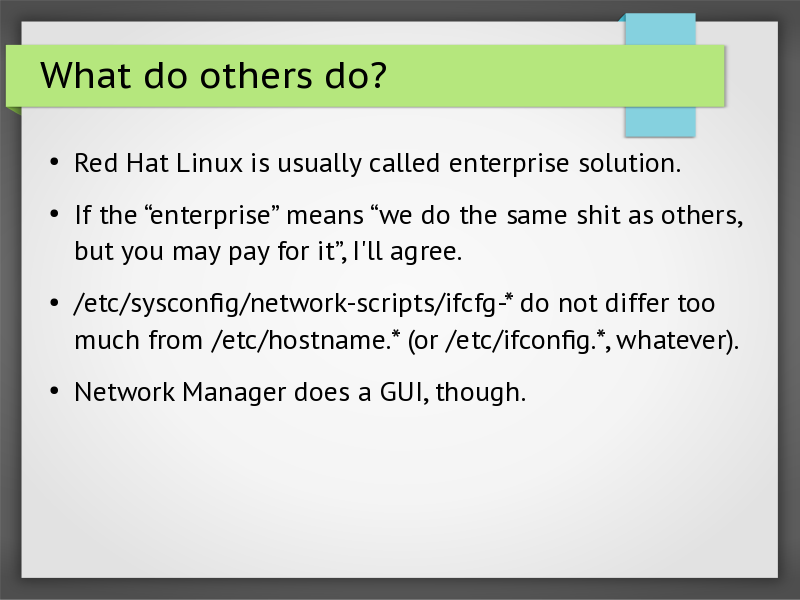 What do others do?
• Red Hat Linux is usually called enterprise solution.
• If the “enterprise” means “we do the same shit as others,
but you may pay for it”, I'll agree.
• /etc/sysconfig/network-scripts/ifcfg-* do not differ too
much from /etc/hostname.* (or /etc/ifconfig.*, whatever).
• Network Manager does a GUI, though.